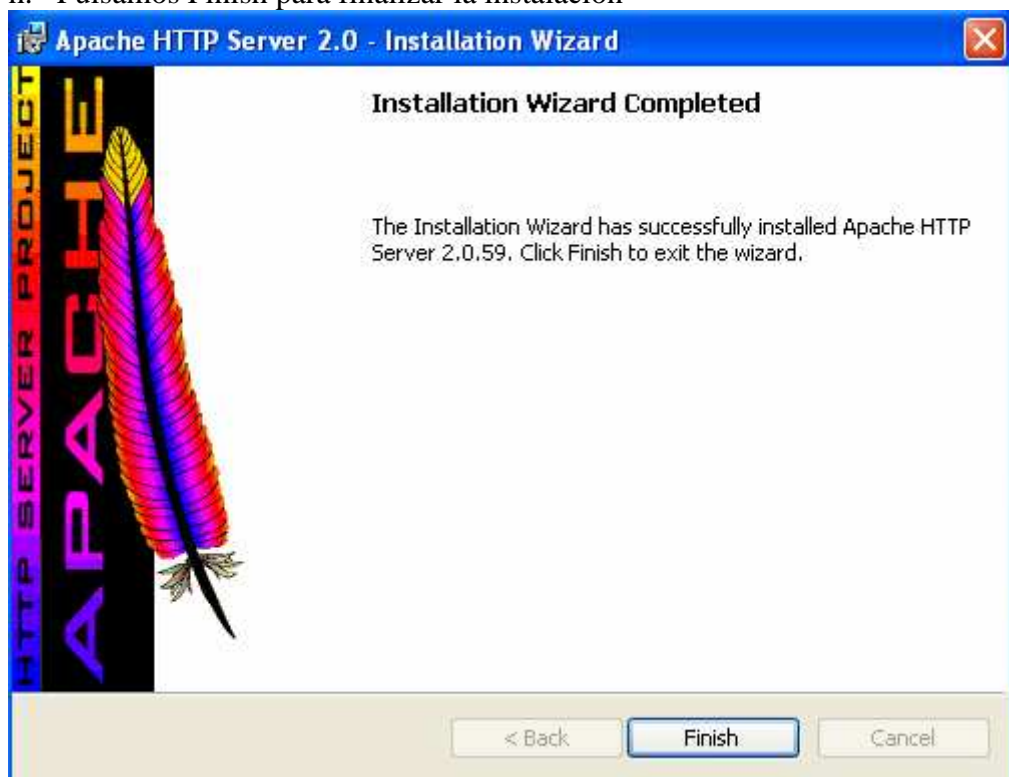 Pulsamos Finish para finalizar la instalación
Apache HTTP Server 2.0 - Installation Wizard
HTTP SERVER PROJECT
APACHE
Installation Wizard Completed
The Installation Wizard has successfully installed Apache HTTP
Server 2.0.59. Click Finish to exit the wizard.
< Back
Finish
Cancel